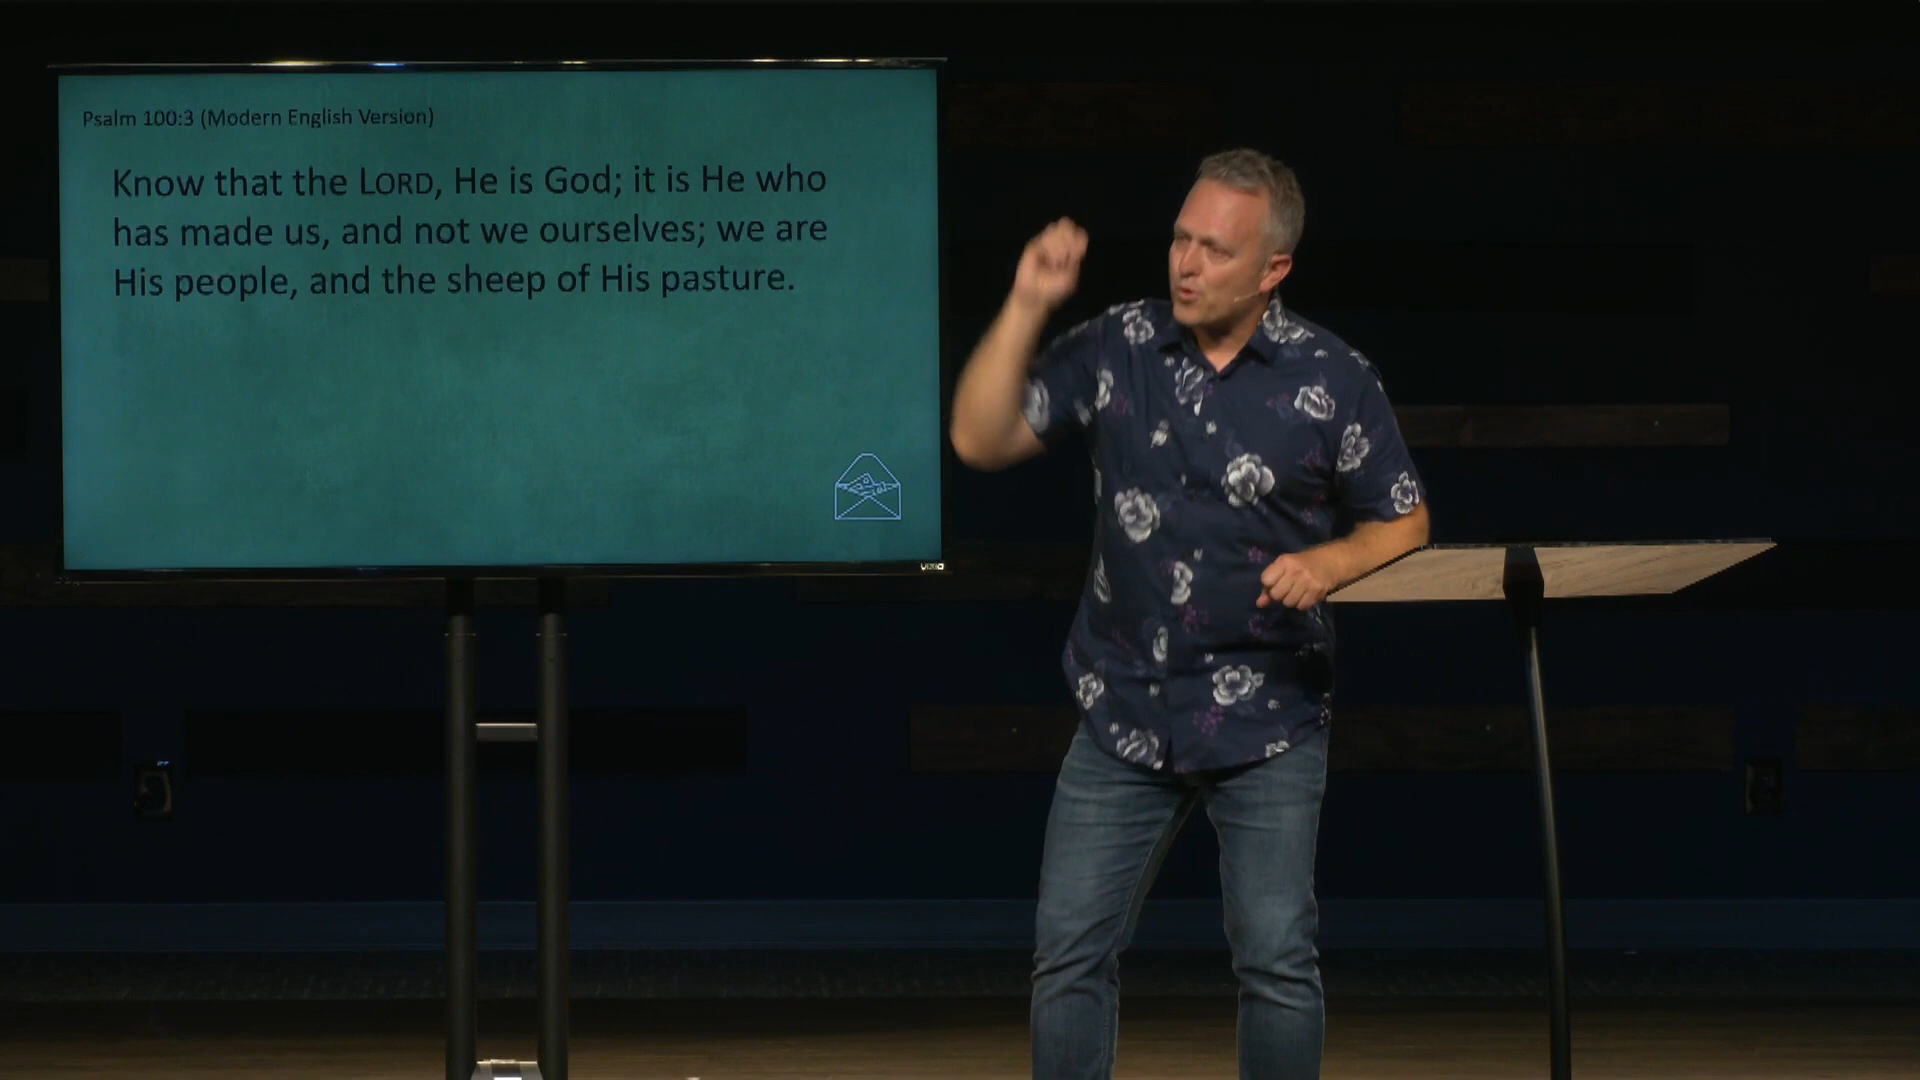 Psalm 100:3 (Modern English Version)
Know that the LORD, He is God; it is He who
has made us, and not we ourselves; we are
His people, and the sheep of His pasture.
VIZIO